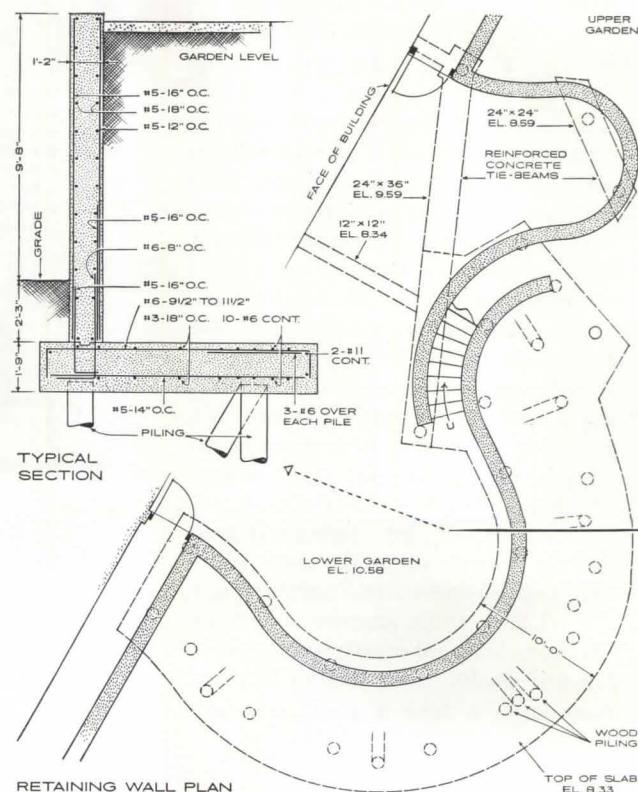 UPPER
GARDEN
GARDEN LEVEL
1'-2"
#5-16" O.C.
#5-18" O.C.
#5-12" O.C.
9'-8"
#5-16" O.C.
#6-8" O.C.
GRADE
#5-16" O.C.
#6-9 1/2" TO 11 1/2"
#3-18" O.C. 10-#6 CONT.
2'-3"
2-#11
CONT.
1'-9"
#5-14" O.C.
3-#6 OVER
EACH PILE
PILING
TYPICAL
SECTION
FACE OF BUILDING
24" x 24"
EL. 8.59
REINFORCED
CONCRETE
TIE-BEAMS
24" x 36"
EL. 9.59
12" x 12"
EL. 8.34
LOWER GARDEN
EL. 10.58
10'-0"
WOOD
PILING
TOP OF SLAB
EL. 8.33
RETAINING WALL PLAN